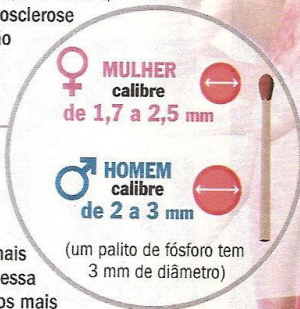 osclerose
o
MULHER
calibre
de 1,7 a 2,5 mm
HOMEM
calibre
de 2 a 3 mm
(um palito de fósforo tem
3 mm de diâmetro)
nais
essa
os mais